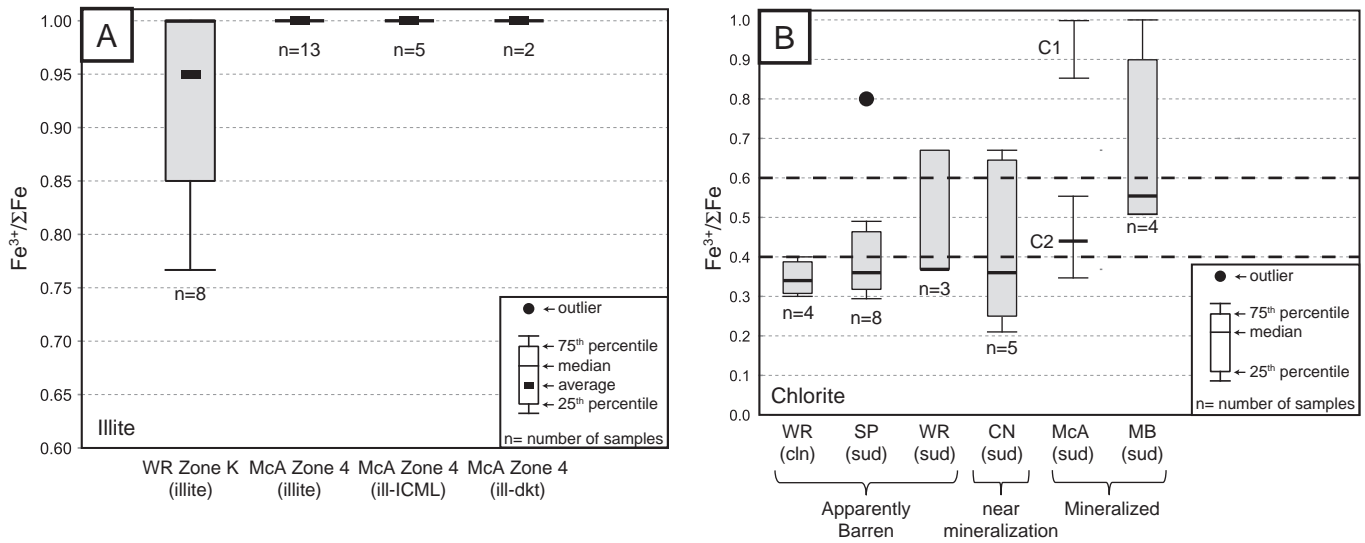 A
1.00
0.95
0.90
0.85
0.80
0.75
0.70
0.65
0.60
Fe³⁺/ΣFe
n=8
n=13
n=5
n=2
outlier
75th percentile
median
average
25th percentile
n= number of samples
Illite
WR Zone K
(illite)
McA Zone 4
(illite)
McA Zone 4
(ill-ICML)
McA Zone 4
(ill-dkt)
B
1.0
0.9
0.8
0.7
0.6
0.5
0.4
0.3
0.2
0.1
0.0
Fe³⁺/ΣFe
n=4
n=8
n=3
n=5
C1
C2
n=4
outlier
75th percentile
median
25th percentile
n= number of samples
Chlorite
WR
(cln)
SP
(sud)
WR
(sud)
CN
(sud)
McA
(sud)
MB
(sud)
Apparently
Barren
near
mineralization
Mineralized